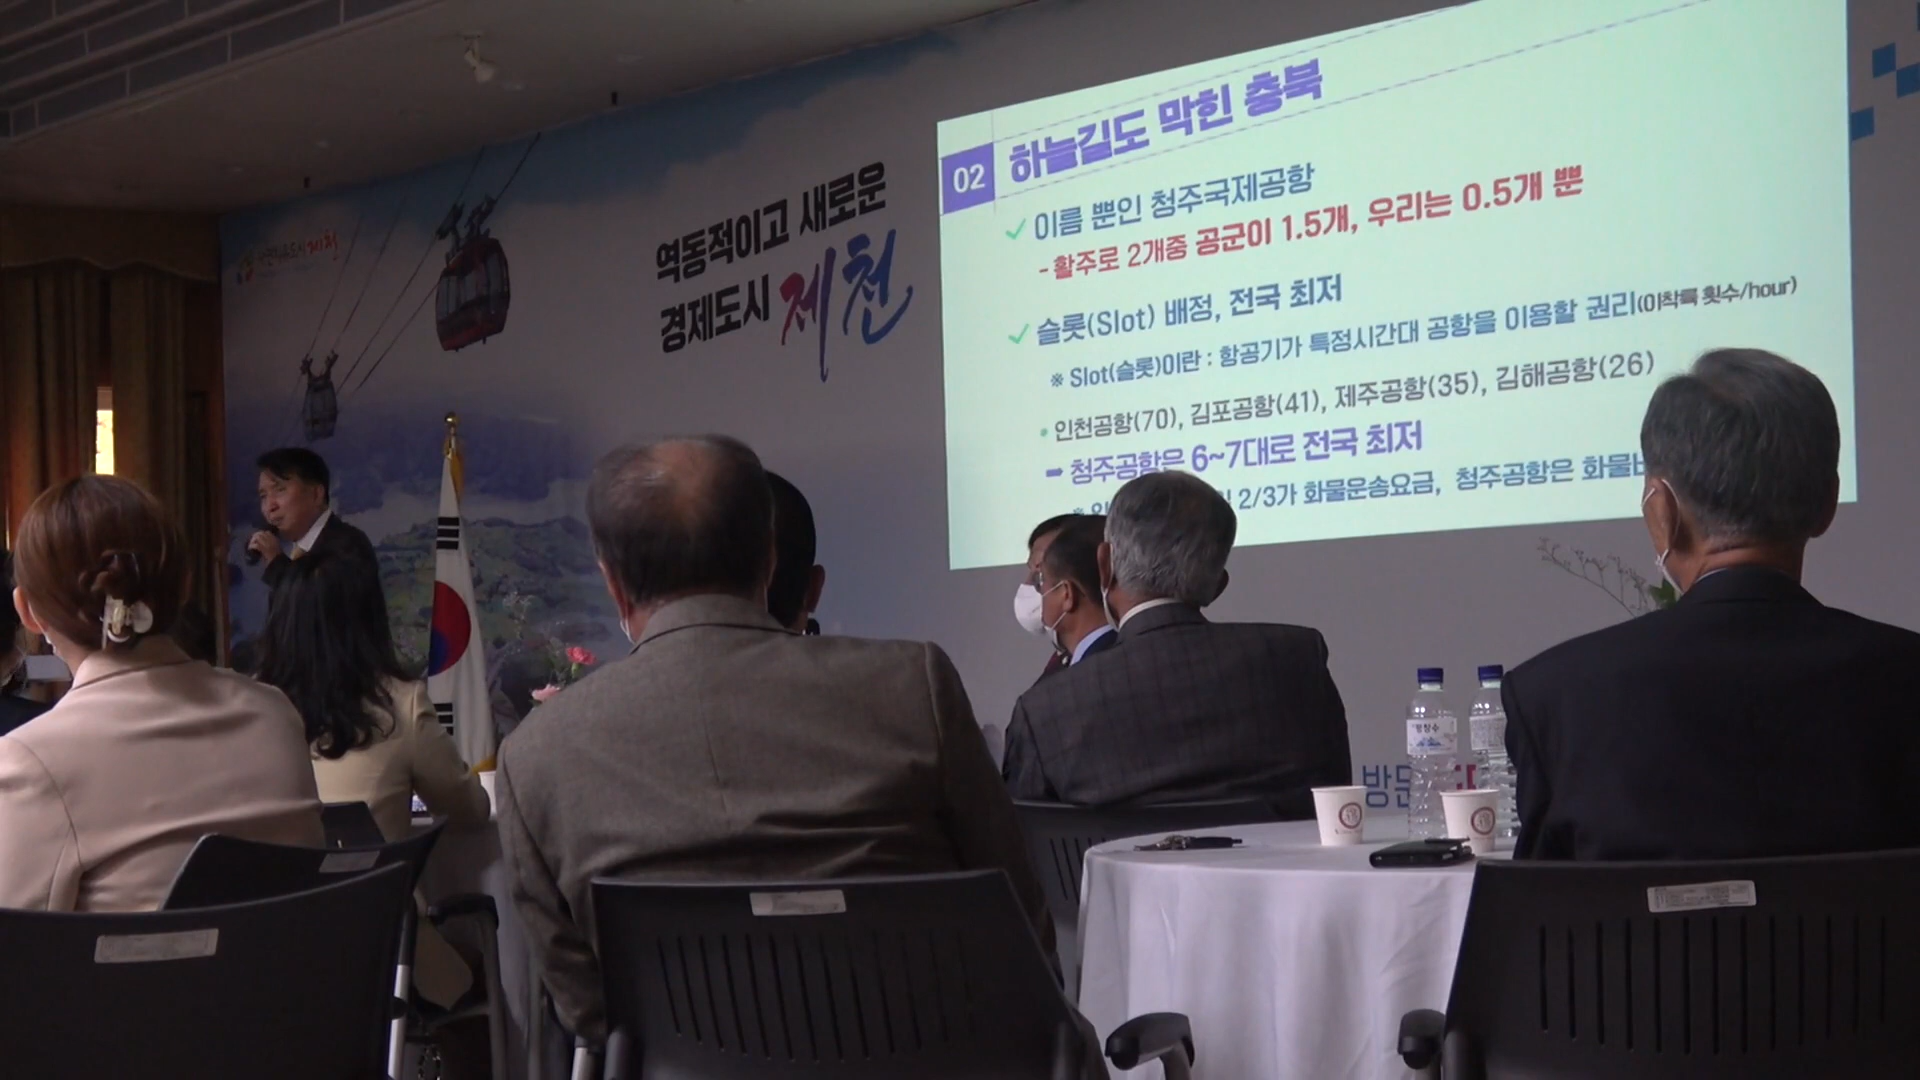 역동적이고 새로운
경제도시 제천
02 하늘길도 막힌 충북
✓ 이름 뿐인 청주국제공항
- 활주로 2개중 공군이 1.5개, 우리는 0.5개 뿐
✓ 슬롯(Slot) 배정, 전국 최저
※ Slot(슬롯)이란 : 항공기가 특정시간대 공항을 이용할 권리(이착륙 횟수/hour)
• 인천공항(70), 김포공항(41), 제주공항(35), 김해공항(26)
➡ 청주공항은 6~7대로 전국 최저
2/3가 화물운송요금, 청주공항은 화물
방문